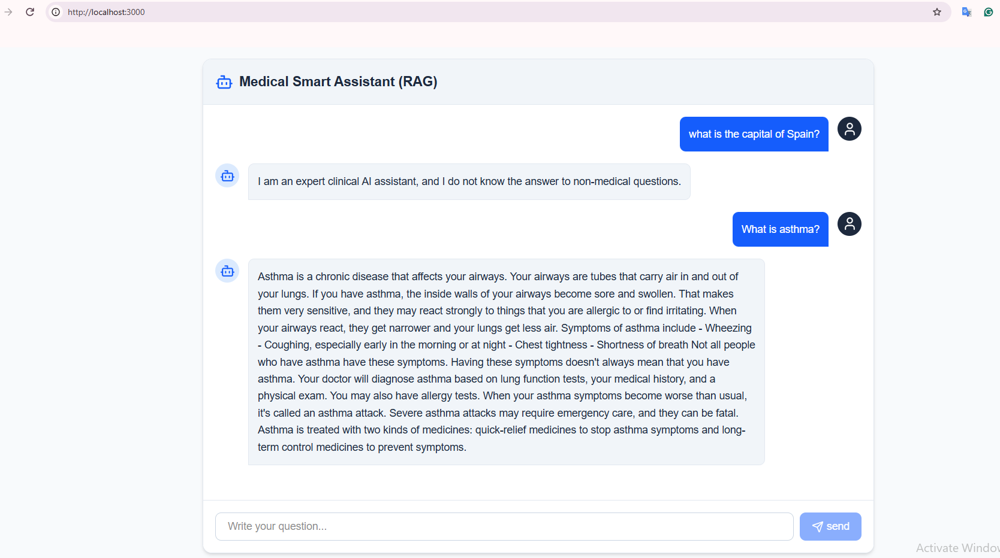 http://localhost:3000
Medical Smart Assistant (RAG)
what is the capital of Spain?
I am an expert clinical AI assistant, and I do not know the answer to non-medical questions.
What is asthma?
Asthma is a chronic disease that affects your airways. Your airways are tubes that carry air in and out of
your lungs. If you have asthma, the inside walls of your airways become sore and swollen. That makes
them very sensitive, and they may react strongly to things that you are allergic to or find irritating. When
your airways react, they get narrower and your lungs get less air. Symptoms of asthma include - Wheezing
- Coughing, especially early in the morning or at night - Chest tightness - Shortness of breath Not all people
who have asthma have these symptoms. Having these symptoms doesn't always mean that you have
asthma. Your doctor will diagnose asthma based on lung function tests, your medical history, and a
physical exam. You may also have allergy tests. When your asthma symptoms become worse than usual,
it's called an asthma attack. Severe asthma attacks may require emergency care, and they can be fatal.
Asthma is treated with two kinds of medicines: quick-relief medicines to stop asthma symptoms and long-
term control medicines to prevent symptoms.
Write your question...
send
Activate Window